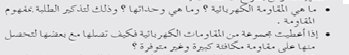 • ما هي المقاومة الكهربائية ؟ وما هي وحداتها ؟ وذلك لتذكير الطلبة بمفهوم
المقاومة .
• إذا أعطيت مجموعة من المقاومات الكهربائية فكيف تصلها مع بعضها لتحصل
منها على مقاومة مكافئة كبيرة وغير متوفرة ؟